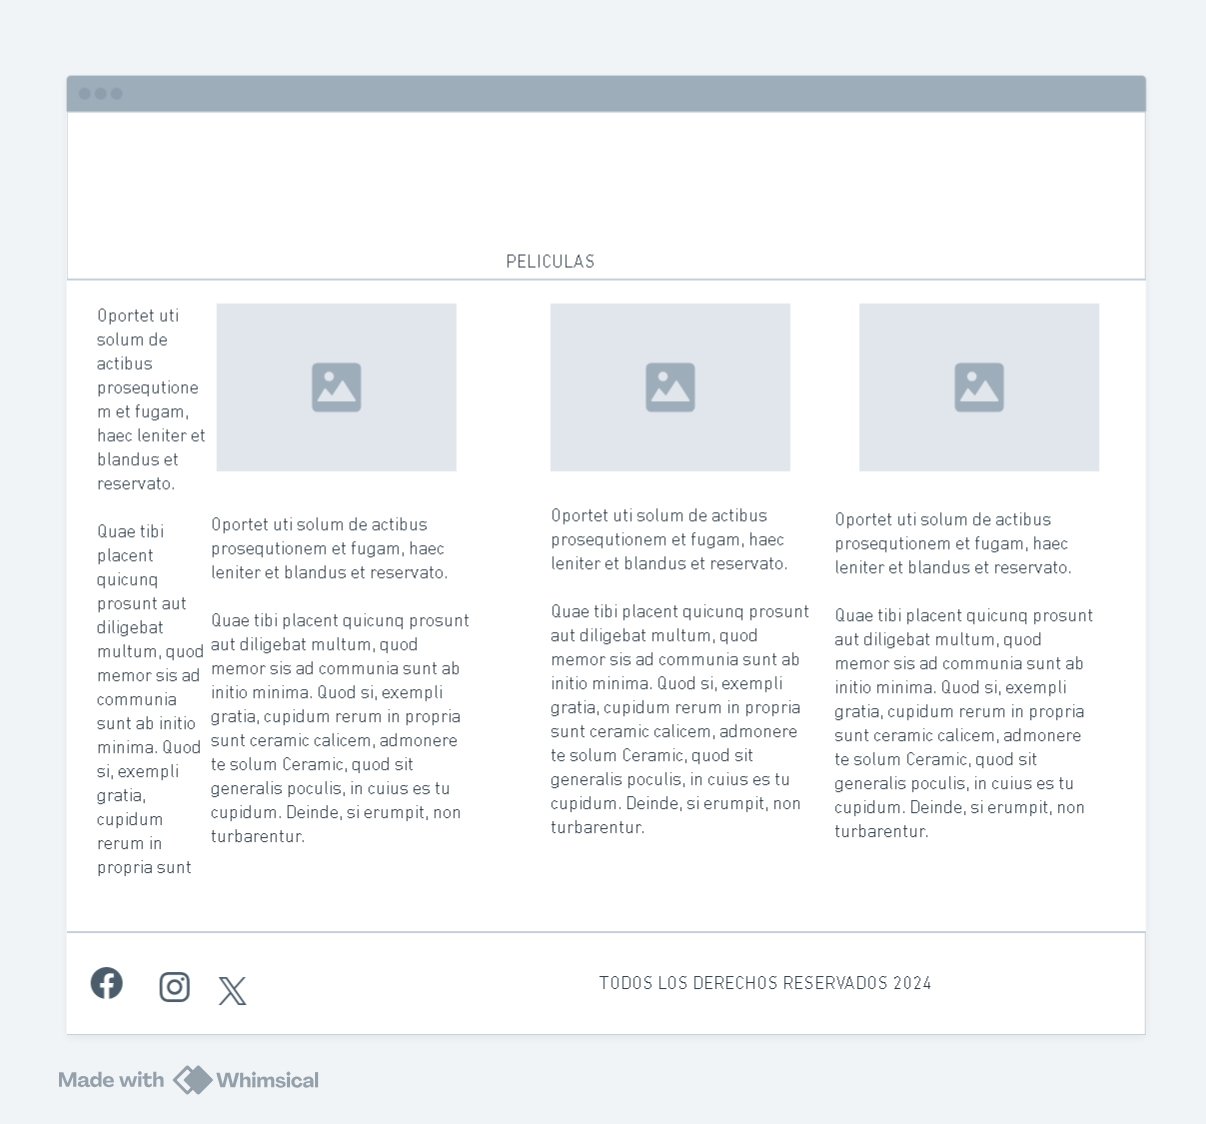 PELICULAS
Oportet uti
solum de
actibus
prosequtione
m et fugam,
haec leniter et
blandus et
reservato.
Quae tibi
placent
quicunq
prosunt aut
diligebat
multum, quod
memor sis ad
communia
sunt ab initio
minima. Quod
si, exempli
gratia,
cupidum
rerum in
propria sunt
Oportet uti solum de actibus
prosequtionem et fugam, haec
leniter et blandus et reservato.
Quae tibi placent quicunq prosunt
aut diligebat multum, quod
memor sis ad communia sunt ab
initio minima. Quod si, exempli
gratia, cupidum rerum in propria
sunt ceramic calicem, admonere
te solum Ceramic, quod sit
generalis poculis, in cuius es tu
cupidum. Deinde, si erumpit, non
turbarentur.
Oportet uti solum de actibus
prosequtionem et fugam, haec
leniter et blandus et reservato.
Quae tibi placent quicunq prosunt
aut diligebat multum, quod
memor sis ad communia sunt ab
initio minima. Quod si, exempli
gratia, cupidum rerum in propria
sunt ceramic calicem, admonere
te solum Ceramic, quod sit
generalis poculis, in cuius es tu
cupidum. Deinde, si erumpit, non
turbarentur.
Oportet uti solum de actibus
prosequtionem et fugam, haec
leniter et blandus et reservato.
Quae tibi placent quicunq prosunt
aut diligebat multum, quod
memor sis ad communia sunt ab
initio minima. Quod si, exempli
gratia, cupidum rerum in propria
sunt ceramic calicem, admonere
te solum Ceramic, quod sit
generalis poculis, in cuius es tu
cupidum. Deinde, si erumpit, non
turbarentur.
TODOS LOS DERECHOS RESERVADOS 2024
Made with Whimsical